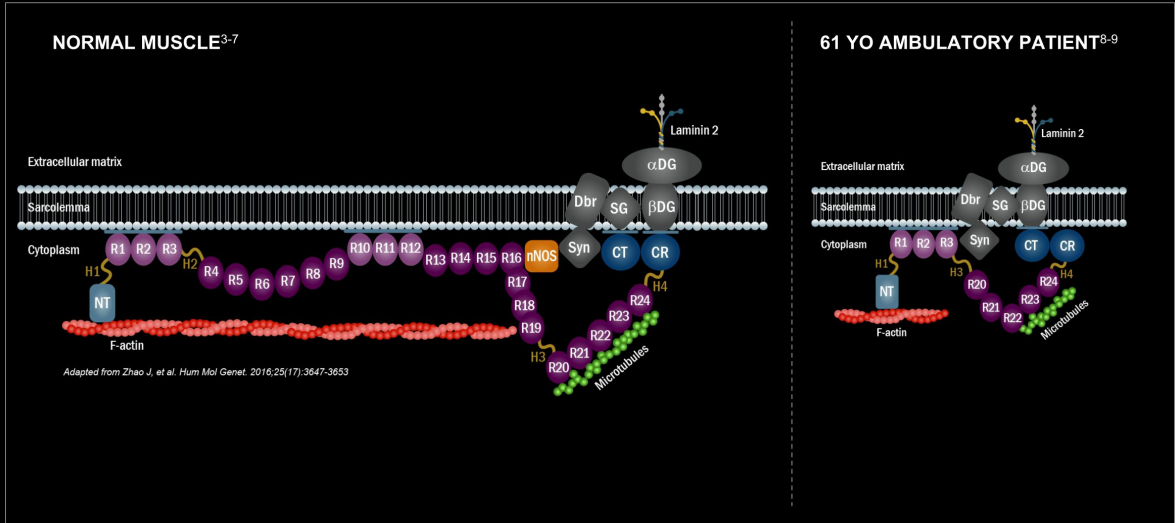 NORMAL MUSCLE3-7
Laminin 2
Extracellular matrix
αDG
Sarcolemma
Dbr
SG
βDG
Cytoplasm
R1 R2 R3
H1
H2
R4 R5 R6 R7 R8 R9
R10 R11 R12
R13 R14 R15 R16
nNOS
Syn
CT
CR
NT
R17
R18
R19
H3
R20
R21
R22
R23
R24
H4
F-actin
Microtubules
Adapted from Zhao J, et al. Hum Mol Genet. 2016;25(17):3647-3653
61 YO AMBULATORY PATIENT8-9
Laminin 2
Extracellular matrix
αDG
Sarcolemma
Dbr
SG
βDG
Cytoplasm
R1 R2 R3
Syn
CT
CR
H1
H3
NT
R20
R21
R22
R23
R24
H4
F-actin
Microtubules